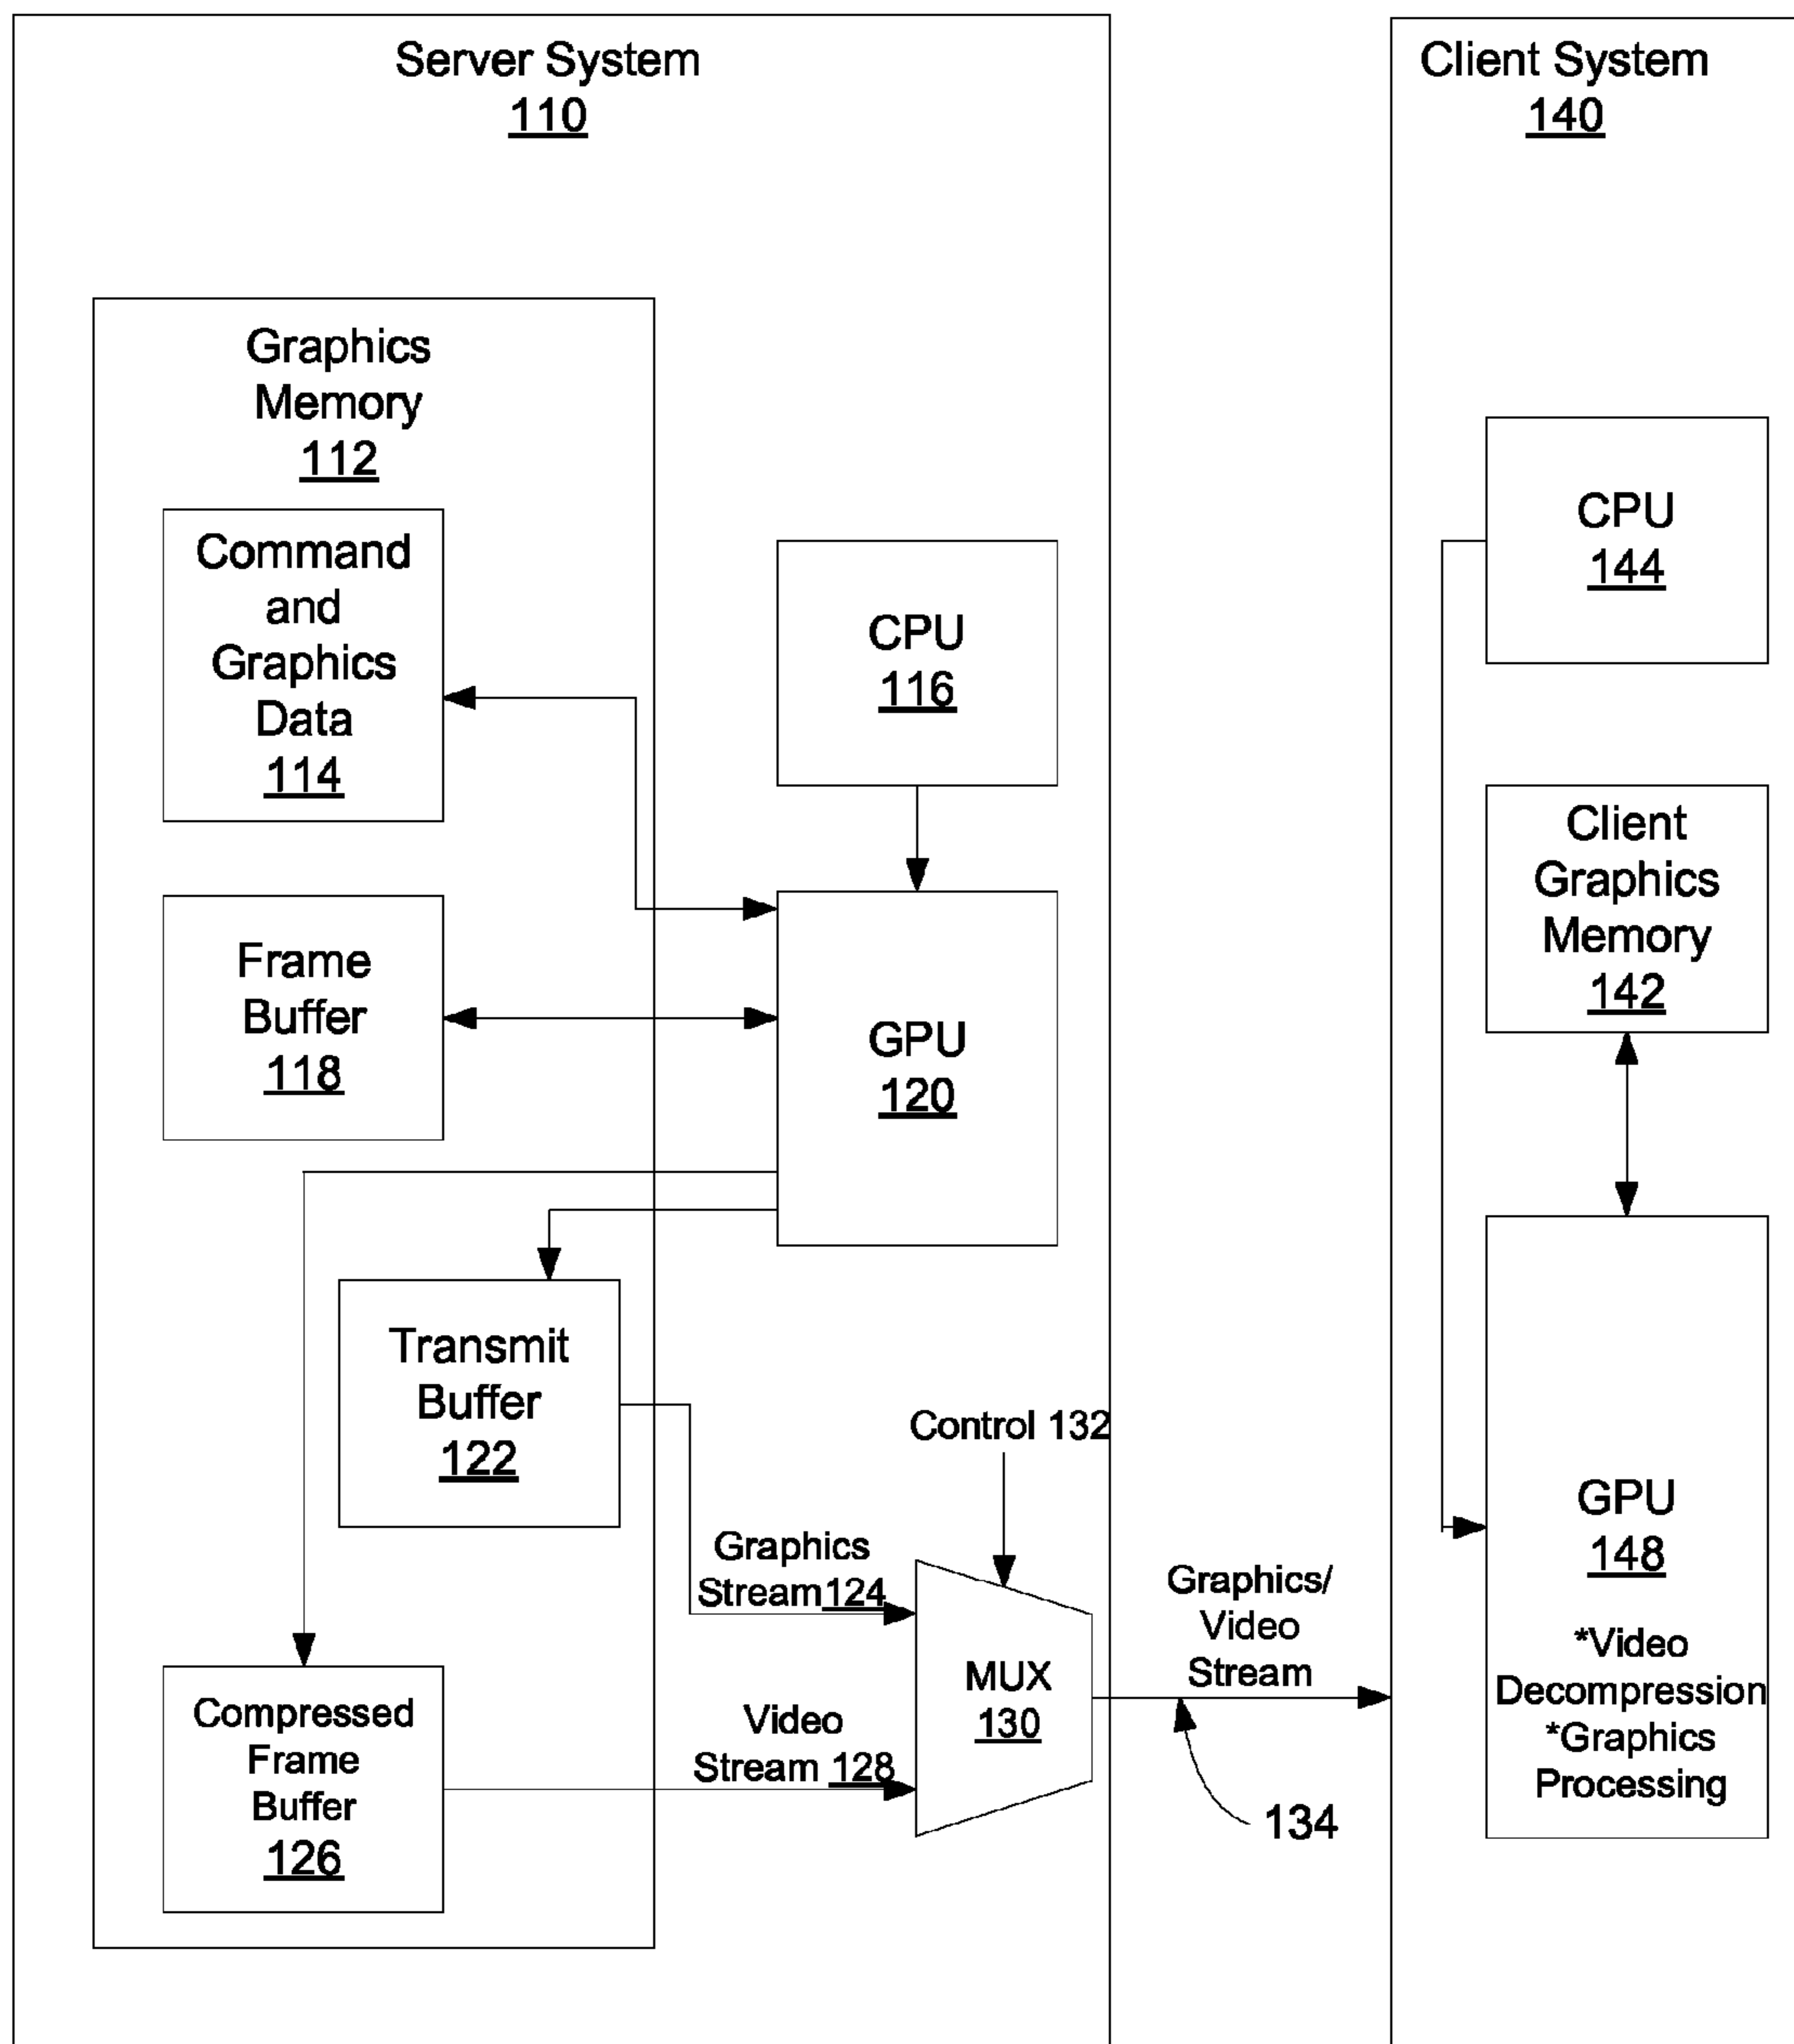 Server System
110
Graphics
Memory
112
Command
and
Graphics
Data
114
CPU
116
Frame
Buffer
118
GPU
120
Transmit
Buffer
122
Control 132
Graphics
Stream124
Compressed
Frame
Buffer
126
Video
Stream 128
MUX
130
Graphics/
Video
Stream
134
Client System
140
CPU
144
Client
Graphics
Memory
142
GPU
148
*Video
Decompression
*Graphics
Processing